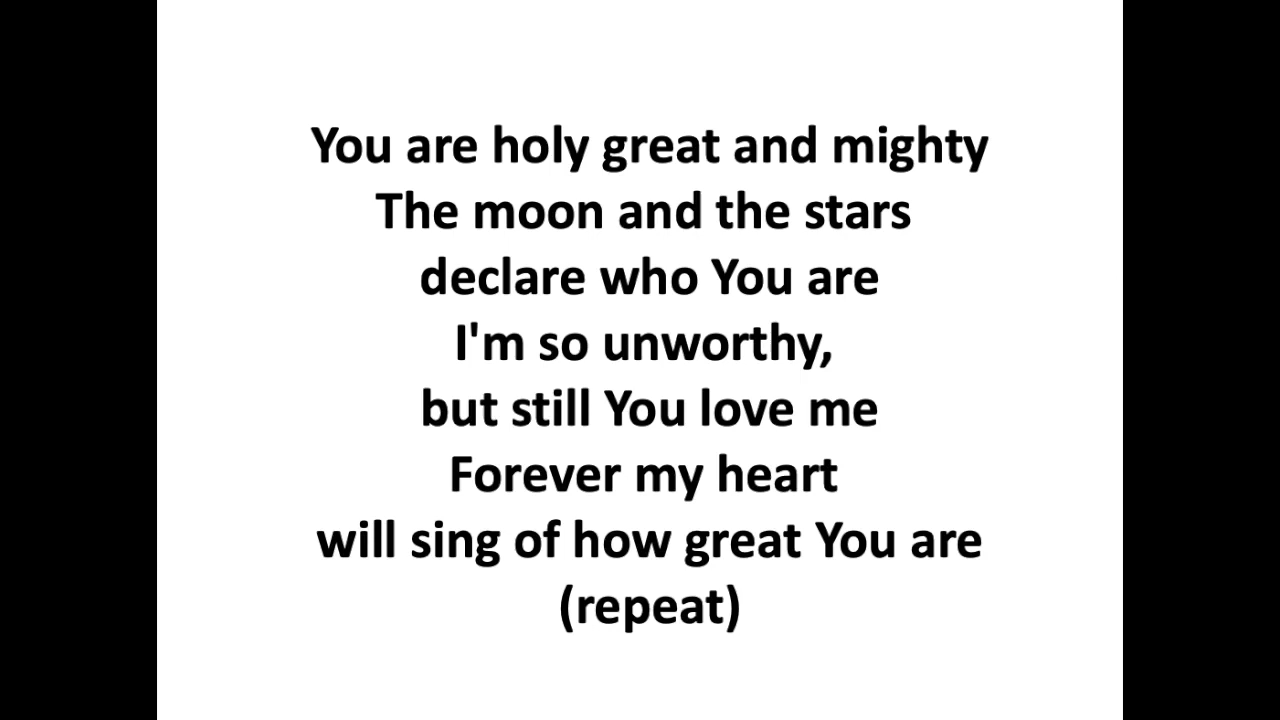 You are holy great and mighty
The moon and the stars
declare who You are
I'm so unworthy,
but still You love me
Forever my heart
will sing of how great You are
(repeat)